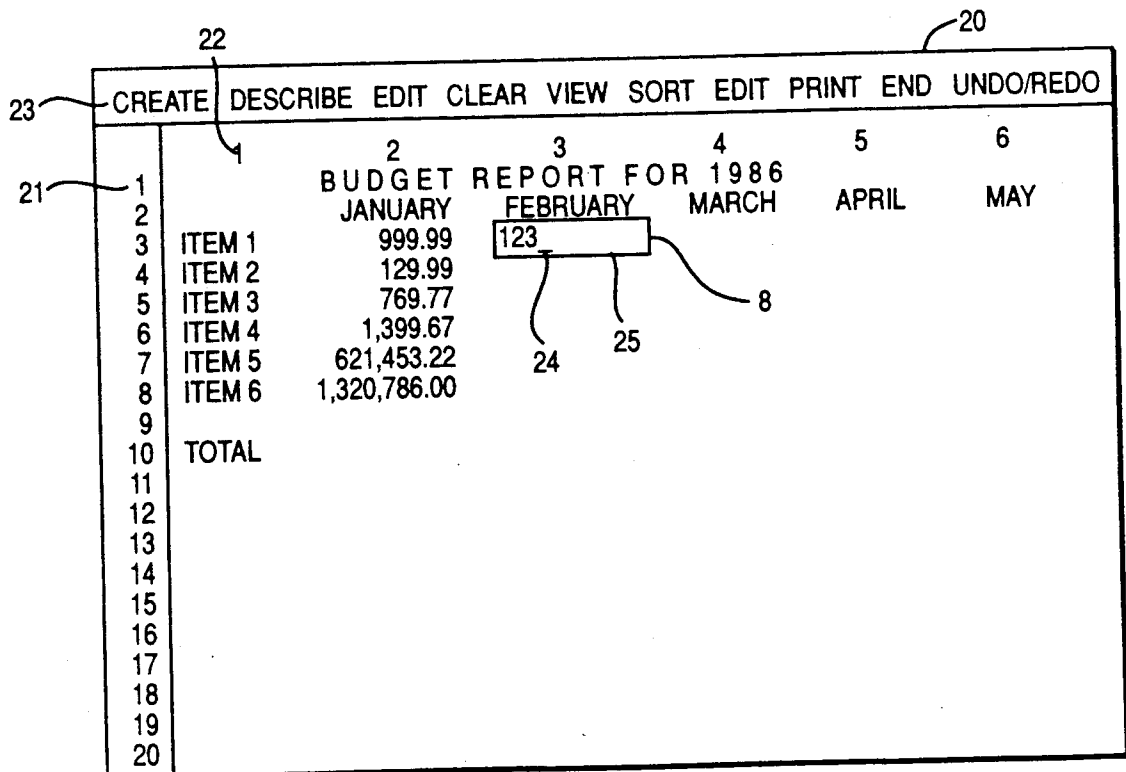 22
20
23 CREATE DESCRIBE EDIT CLEAR VIEW SORT EDIT PRINT END UNDO/REDO
1 2 3 4 5 6
21 1 BUDGET REPORT FOR 1986
2 JANUARY FEBRUARY MARCH APRIL MAY
3 ITEM 1 999.99 123_
4 ITEM 2 129.99
5 ITEM 3 769.77 8
6 ITEM 4 1,399.67 24 25
7 ITEM 5 621,453.22
8 ITEM 6 1,320,786.00
9
10 TOTAL
11
12
13
14
15
16
17
18
19
20